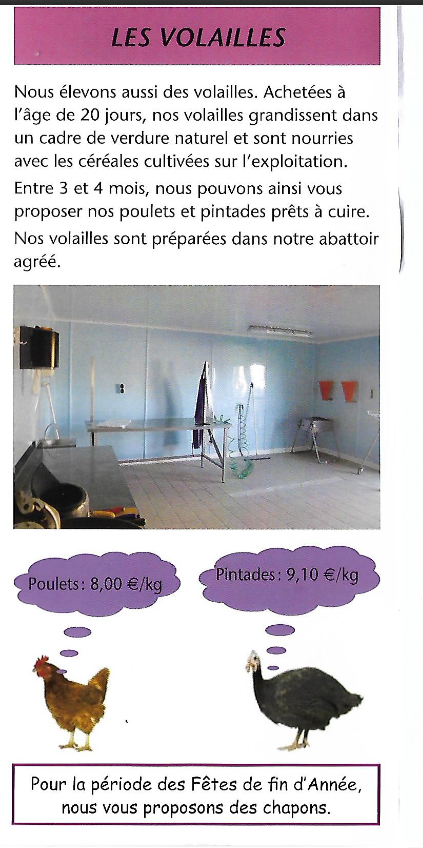 LES VOLAILLES
Nous élevons aussi des volailles. Achetées à
l'âge de 20 jours, nos volailles grandissent dans
un cadre de verdure naturel et sont nourries
avec les céréales cultivées sur l'exploitation.
Entre 3 et 4 mois, nous pouvons ainsi vous
proposer nos poulets et pintades prêts à cuire.
Nos volailles sont préparées dans notre abattoir
agréé.
Poulets : 8,00 €/kg
Pintades : 9,10 €/kg
Pour la période des Fêtes de fin d'Année,
nous vous proposons des chapons.